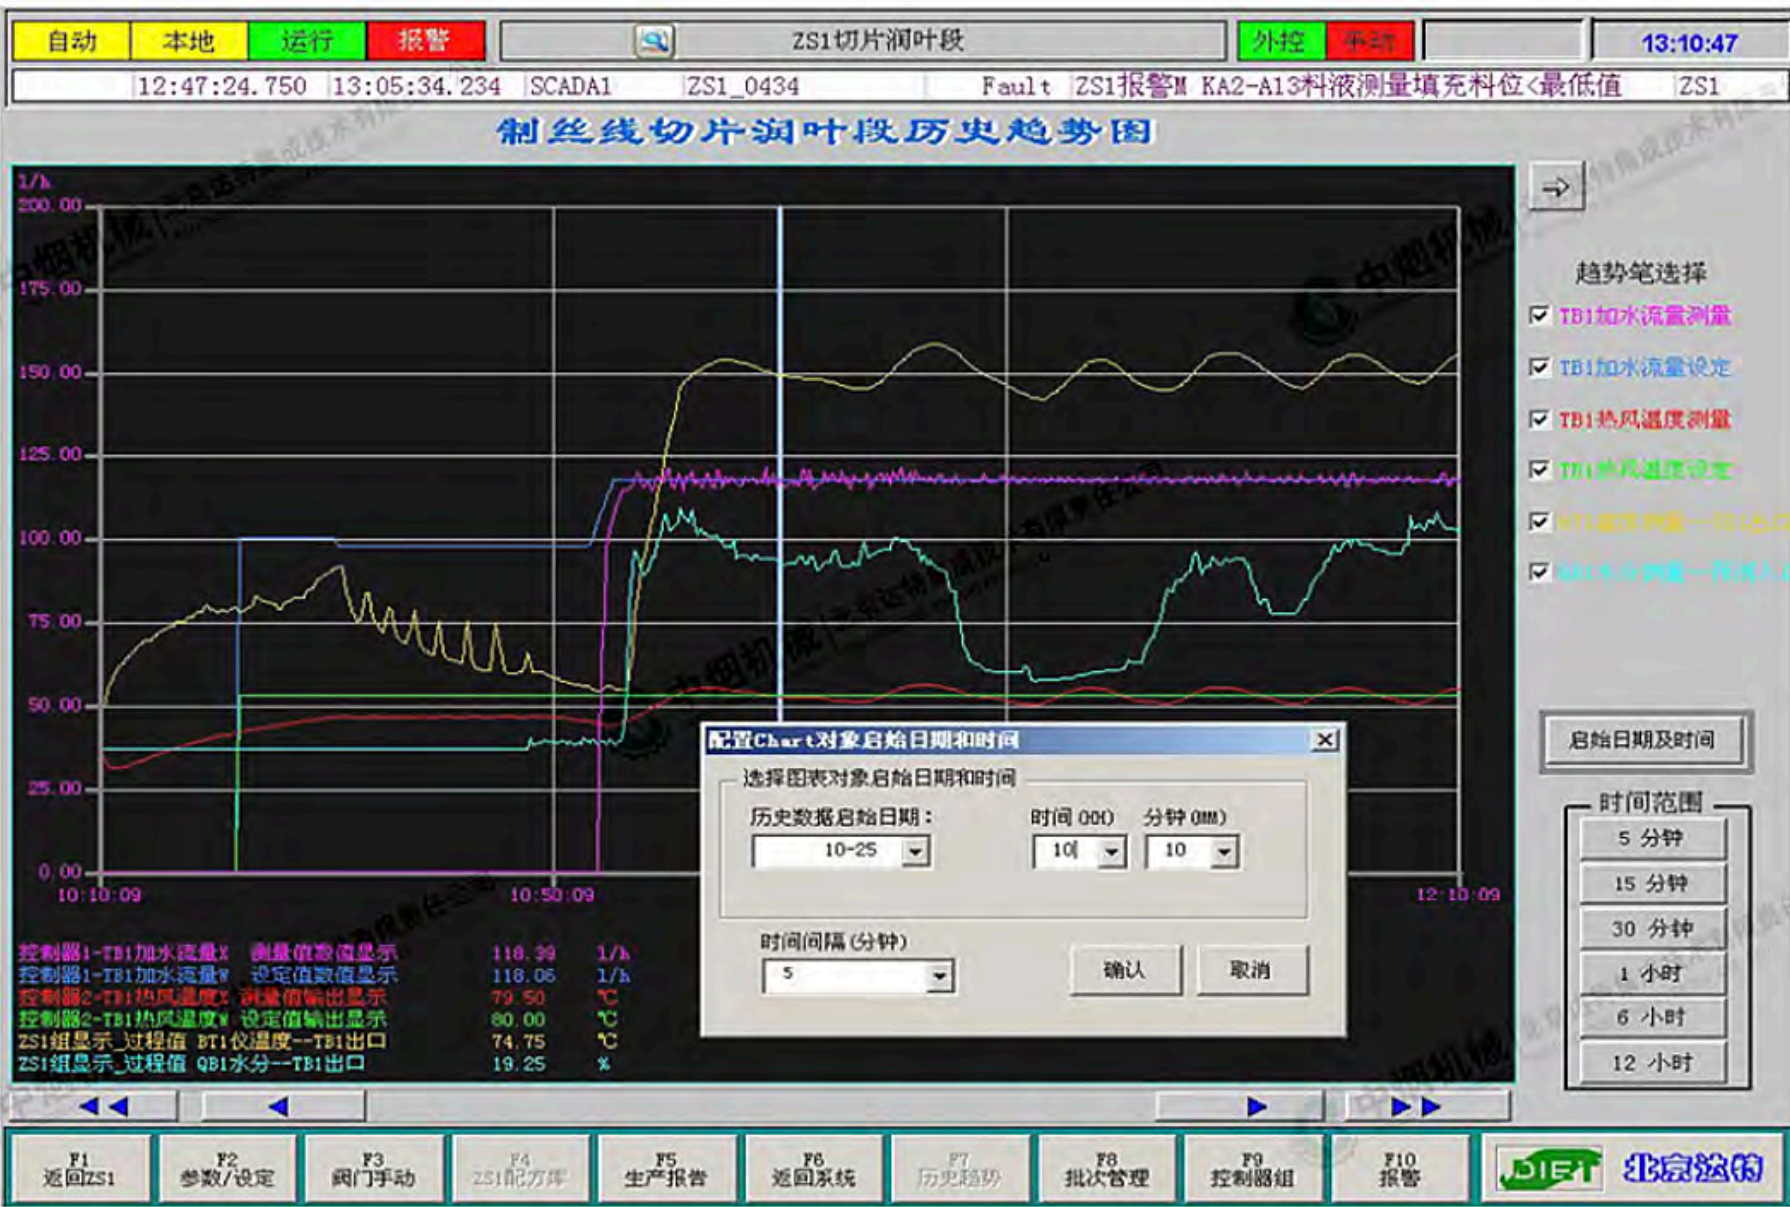 自动 本地 运行 报警 ZS1切片润叶段 外控 手动 13:10:47
12:47:24.750 13:05:34.234 SCADA1 ZS1_0434 Fault ZS1报警M KA2-A13料液测量填充料位<最低值 ZS1
制丝线切片润叶段历史趋势图
1/h
200.00
175.00
150.00
125.00
100.00
75.00
50.00
25.00
0.00
10:10:09 10:50:09 12:10:09
趋势笔选择
TB1加水流量测量
TB1加水流量设定
TB1热风温度测量
TB1热风温度设定
启始日期及时间
时间范围
5 分钟
15 分钟
30 分钟
1 小时
6 小时
12 小时
配置Chart对象启始日期和时间
选择图表对象启始日期和时间
历史数据启始日期: 时间(HH) 分钟(MM)
10-25 10 10
时间间隔(分钟)
5
确认 取消
控制器1-TB1加水流量X 测量值数值显示 118.39 1/h
控制器1-TB1加水流量W 设定值数值显示 118.06 1/h
控制器2-TB1热风温度X 测量值输出显示 79.50 ℃
控制器2-TB1热风温度W 设定值输出显示 80.00 ℃
ZS1组显示_过程值 BT1仪温度--TB1出口 74.75 ℃
ZS1组显示_过程值 QB1水分--TB1出口 19.25 %
F1 F2 F3 F4 F5 F6 F7 F8 F9 F10
返回ZS1 参数/设定 阀门手动 ZS1配方库 生产报告 返回系统 历史趋势 批次管理 控制器组 报警
DIET 北京达特
中烟机械